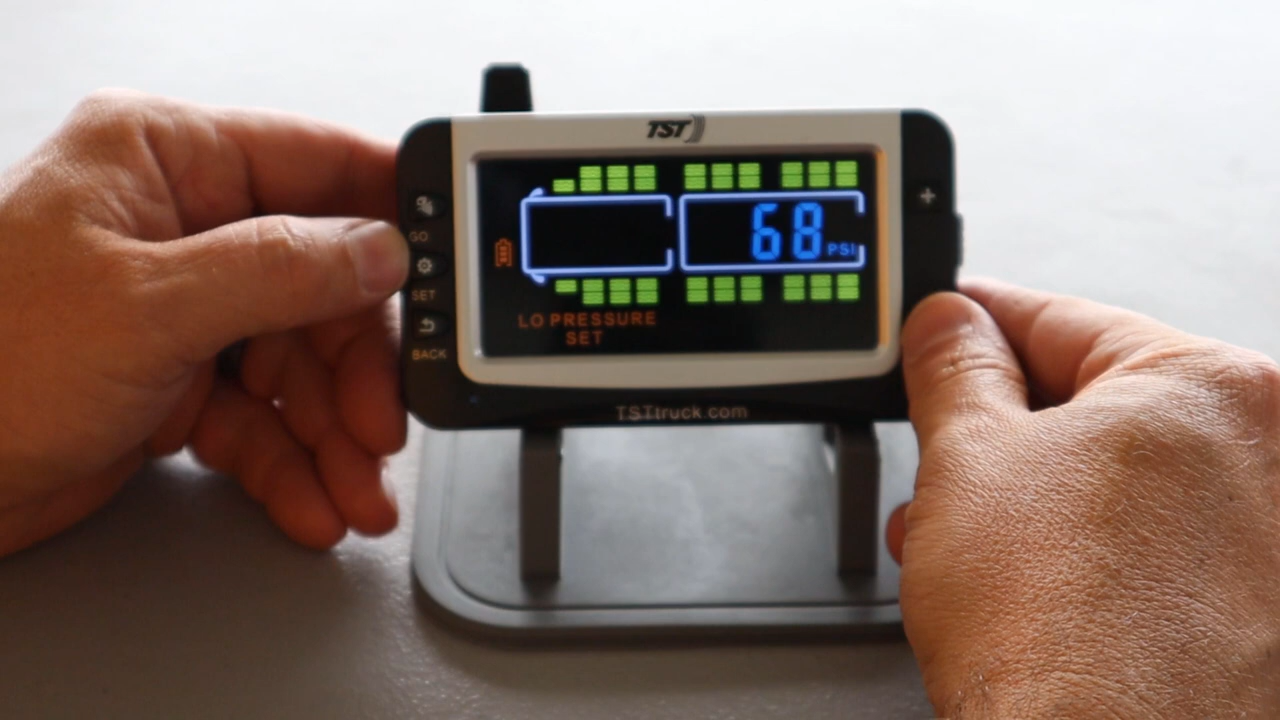 TST
GO
SET
BACK
+
68 PSI
LO PRESSURE
SET
TSTtruck.com